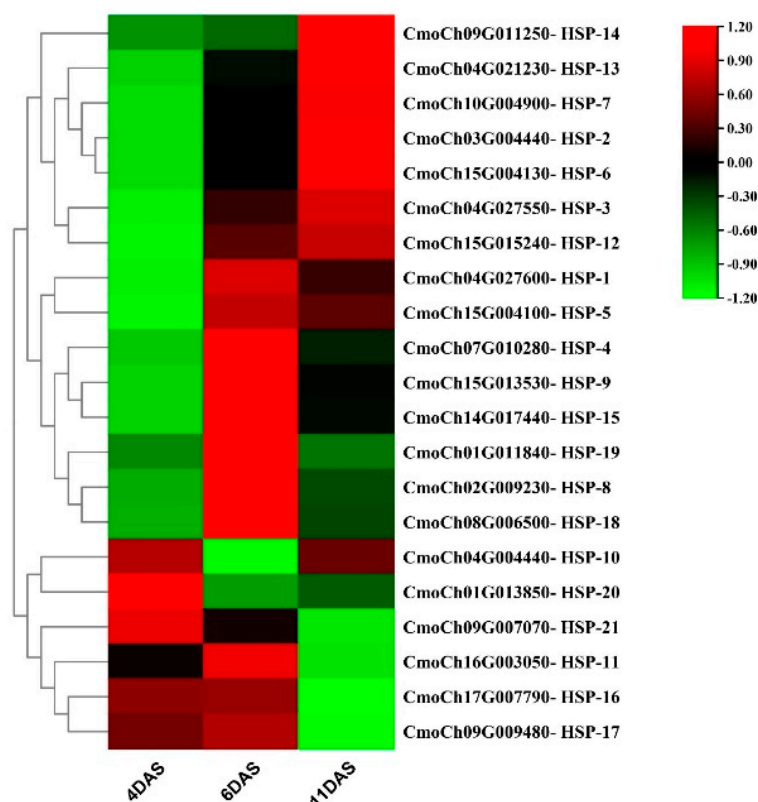 CmoCh09G011250- HSP-14
CmoCh04G021230- HSP-13
CmoCh10G004900- HSP-7
CmoCh03G004440- HSP-2
CmoCh15G004130- HSP-6
CmoCh04G027550- HSP-3
CmoCh15G015240- HSP-12
CmoCh04G027600- HSP-1
CmoCh15G004100- HSP-5
CmoCh07G010280- HSP-4
CmoCh15G013530- HSP-9
CmoCh14G017440- HSP-15
CmoCh01G011840- HSP-19
CmoCh02G009230- HSP-8
CmoCh08G006500- HSP-18
CmoCh04G004440- HSP-10
CmoCh01G013850- HSP-20
CmoCh09G007070- HSP-21
CmoCh16G003050- HSP-11
CmoCh17G007790- HSP-16
CmoCh09G009480- HSP-17
4DAS
6DAS
11DAS
1.20
0.90
0.60
0.30
0.00
-0.30
-0.60
-0.90
-1.20